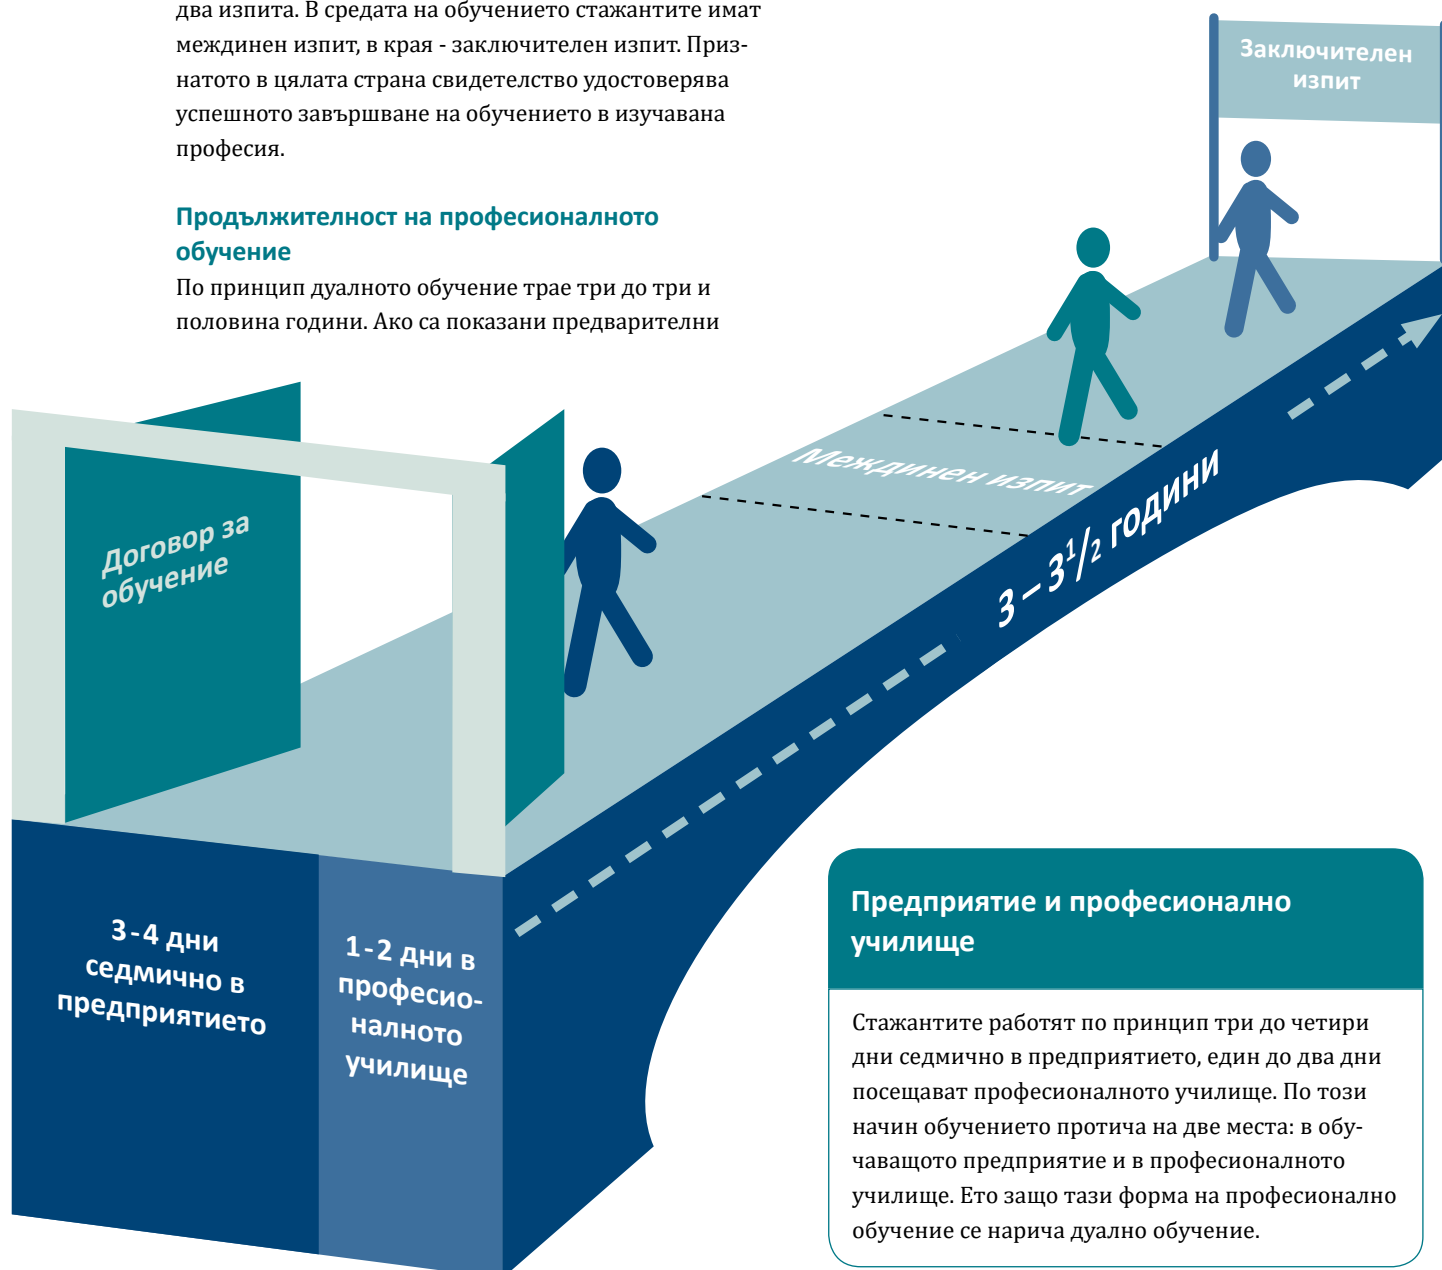 два изпита. В средата на обучението стажантите имат
междинен изпит, в края - заключителен изпит. Приз-
натото в цялата страна свидетелство удостоверява
успешното завършване на обучението в изучавана
професия.
Продължителност на професионалното
обучение
По принцип дуалното обучение трае три до три и
половина години. Ако са показани предварителни
Заключителен
изпит
Междинен изпит
3 – 3 1/2 години
Договор за
обучение
3-4 дни
седмично в
предприятието
1-2 дни в
професио-
налното
училище
Предприятие и професионално
училище
Стажантите работят по принцип три до четири
дни седмично в предприятието, един до два дни
посещават професионалното училище. По този
начин обучението протича на две места: в обу-
чаващото предприятие и в професионалното
училище. Ето защо тази форма на професионално
обучение се нарича дуално обучение.